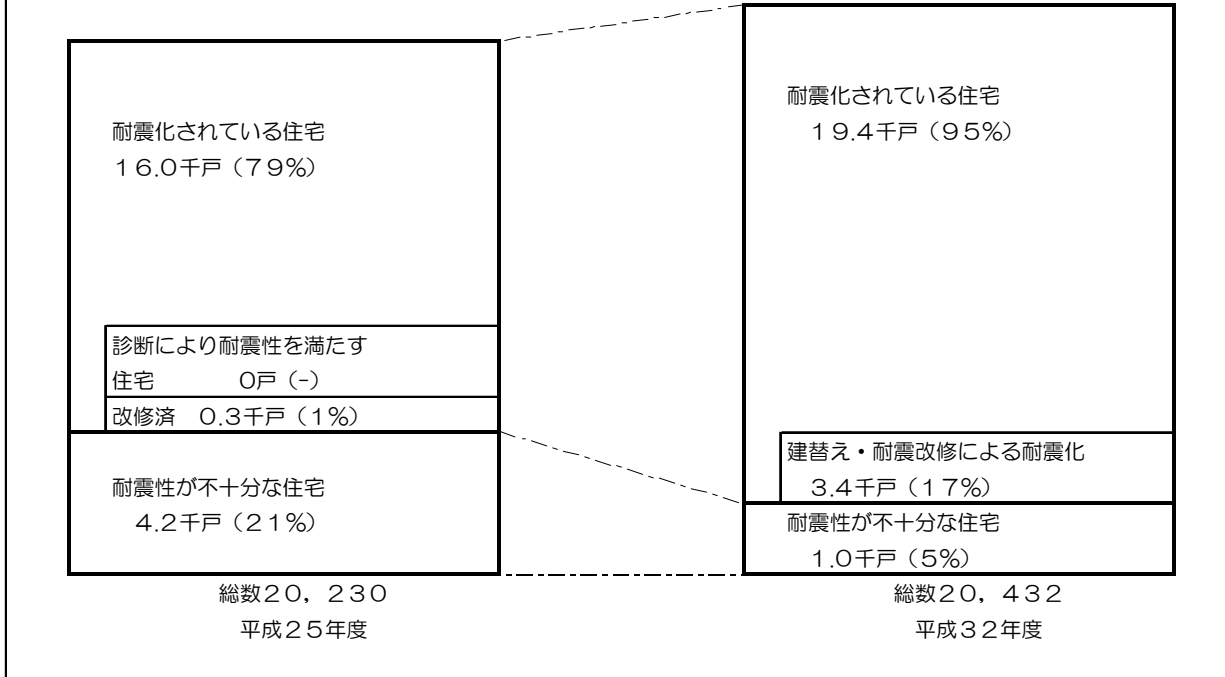 耐震化されている住宅
１６.０千戸（７９％）
診断により耐震性を満たす
住宅　　　　０戸（-）
改修済　０.３千戸（１％）
耐震性が不十分な住宅
４.２千戸（２１％）
総数２０，２３０
平成２５年度
耐震化されている住宅
１９.４千戸（９５％）
建替え・耐震改修による耐震化
３.４千戸（１７％）
耐震性が不十分な住宅
１.０千戸（５％）
総数２０，４３２
平成３２年度